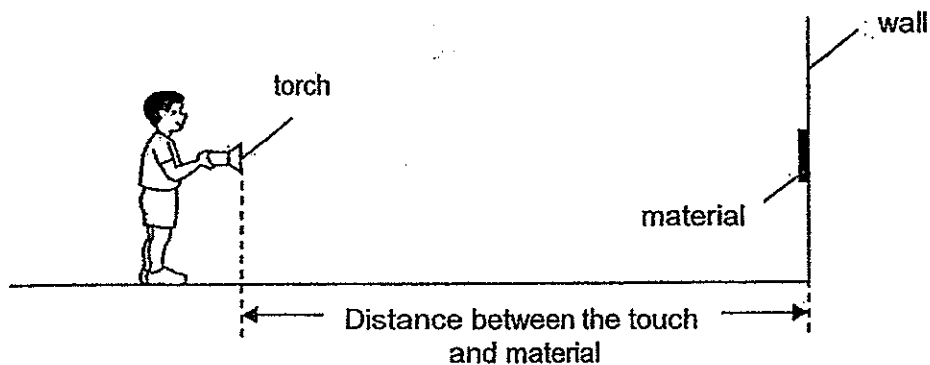 wall
torch
material
Distance between the touch
and material